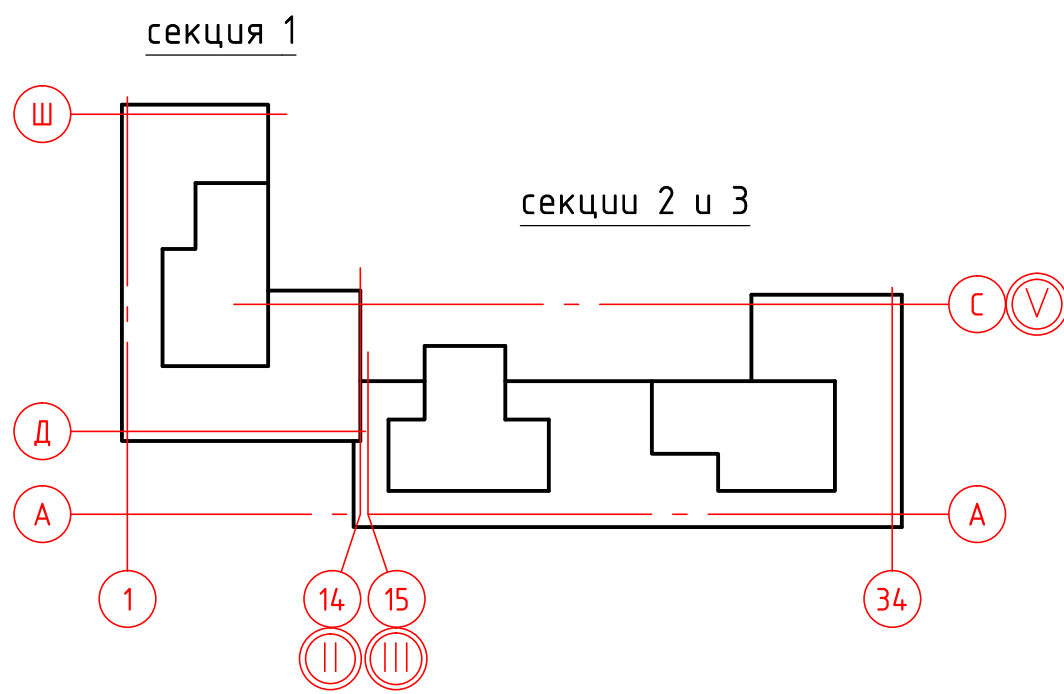 секция 1
Ш
секции 2 и 3
С V
Д
А А
1 14 15 34
II III